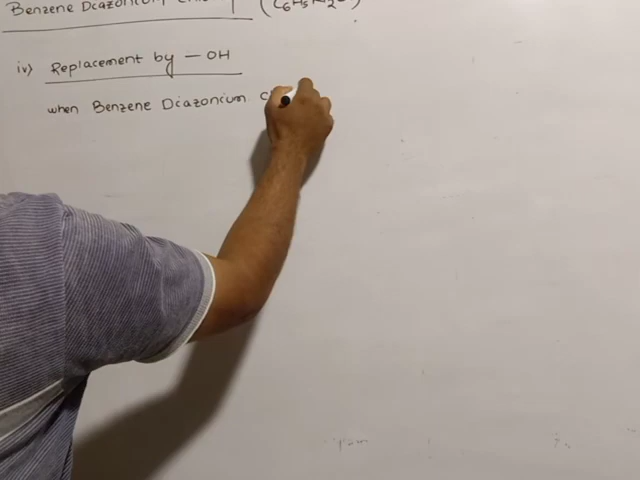 Benzene Diazonium
iv) Replacement by – OH
when Benzene Diazonium